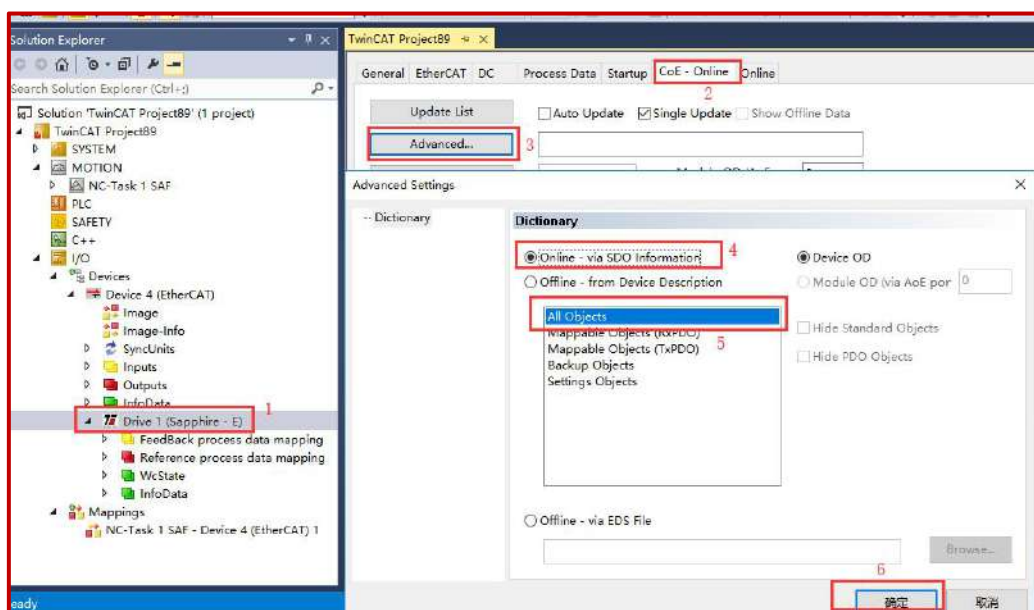 Solution Explorer
Search Solution Explorer (Ctrl+;)
Solution 'TwinCAT Project89' (1 project)
TwinCAT Project89
SYSTEM
MOTION
NC-Task 1 SAF
PLC
SAFETY
C++
I/O
Devices
Device 4 (EtherCAT)
Image
Image-Info
SyncUnits
Inputs
Outputs
InfoData
1
Drive 1 (Sapphire - E)
FeedBack process data mapping
Reference process data mapping
WcState
InfoData
Mappings
NC-Task 1 SAF - Device 4 (EtherCAT) 1
TwinCAT Project89
General EtherCAT DC Process Data Startup CoE - Online Online
2
Update List Auto Update Single Update Show Offline Data
Advanced... 3
Advanced Settings
Dictionary
Dictionary
Online - via SDO Information 4 Device OD
Offline - from Device Description Module OD (via AoE por 0
All Objects
Mappable Objects (RxPDO)
Mappable Objects (TxPDO) 5
Backup Objects
Settings Objects
Hide Standard Objects
Hide PDO Objects
Offline - via EDS File
Browse...
6
确定 取消